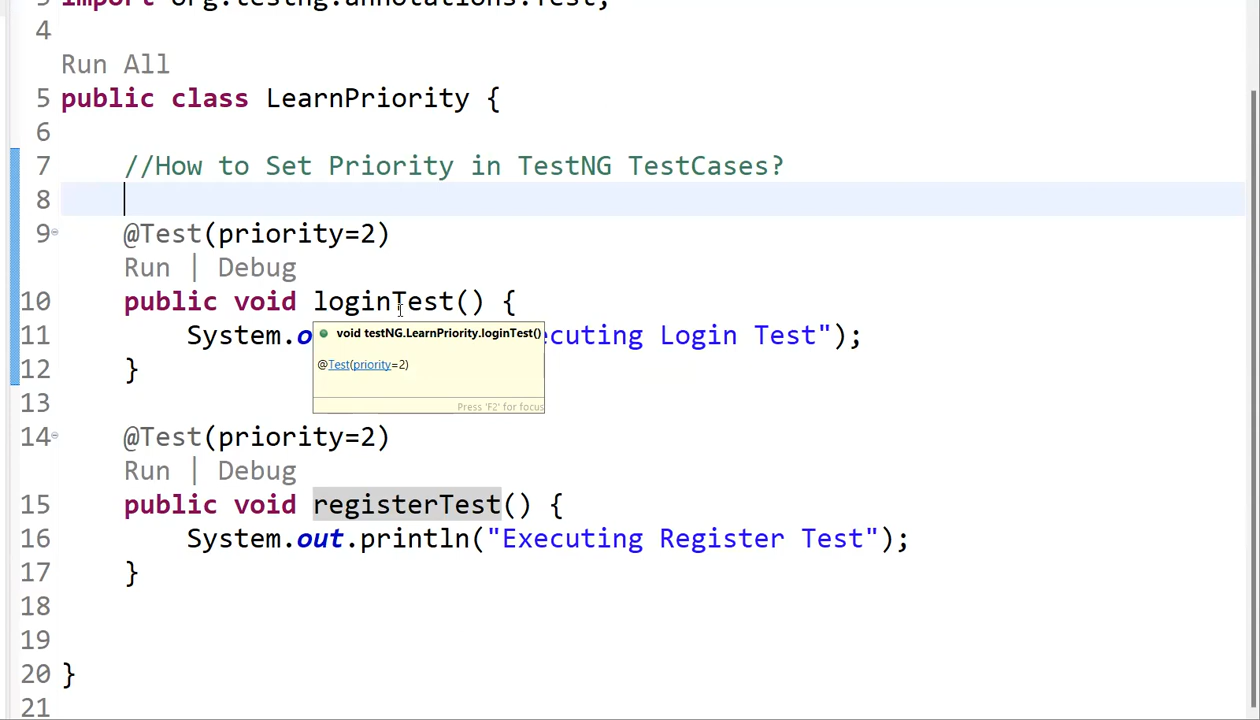 3 import org.testng.annotations.Test;
4
Run All
5 public class LearnPriority {
6
7 //How to Set Priority in TestNG TestCases?
8
9 @Test(priority=2)
Run | Debug
10 public void loginTest() {
11 System.o cuting Login Test");
void testNG.LearnPriority.loginTest()
@Test(priority=2)
Press 'F2' for focus
12 }
13
14 @Test(priority=2)
Run | Debug
15 public void registerTest() {
16 System.out.println("Executing Register Test");
17 }
18
19
20 }
21